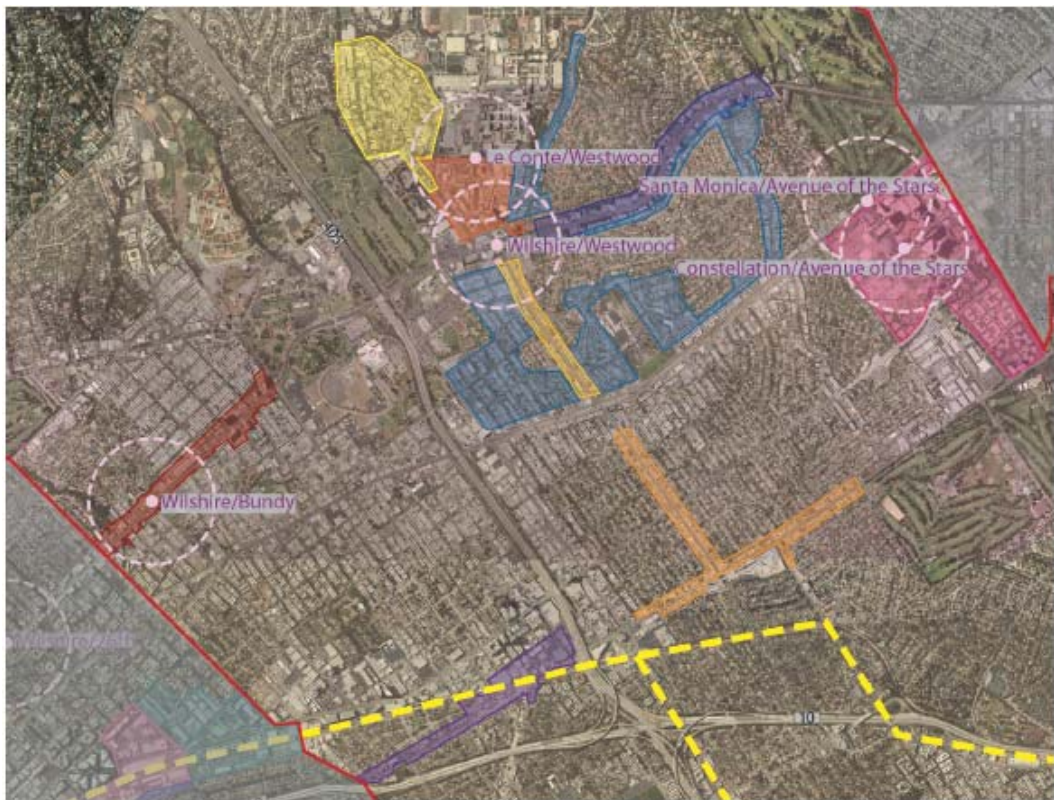 Le Conte/Westwood
Santa Monica/Avenue of the Stars
405
Wilshire/Westwood
onstellation/Avenue of the Stars
Wilshire/Bundy
10